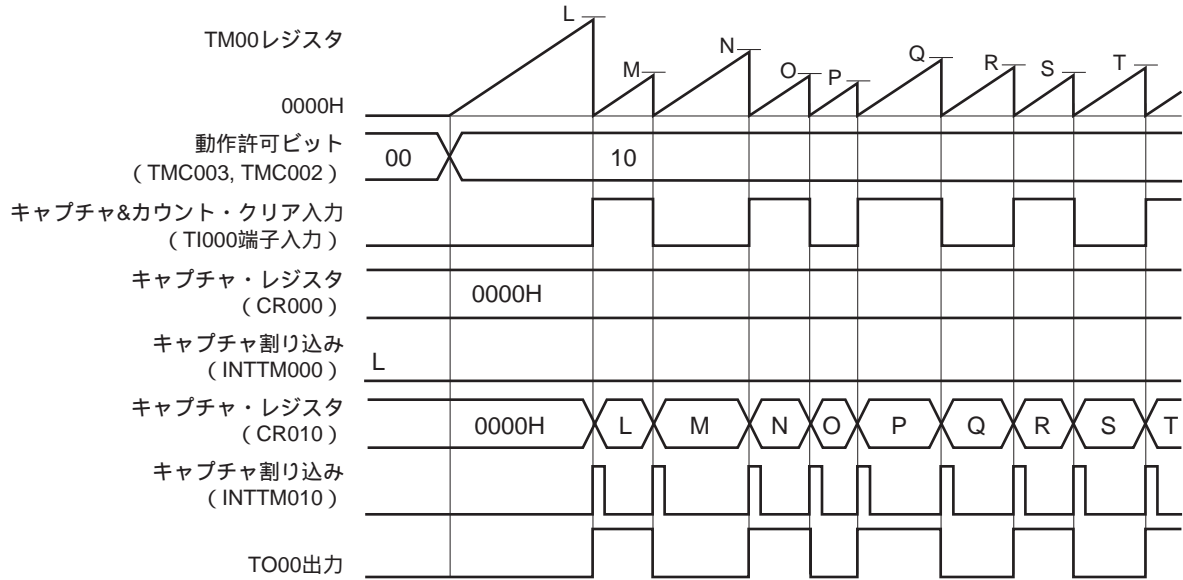 L
TM00レジスタ
N
Q
M
O
P
R
S
T
0000H
動作許可ビット
（TMC003, TMC002）
00
10
キャプチャ&カウント・クリア入力
（TI000端子入力）
キャプチャ・レジスタ
（CR000）
0000H
キャプチャ割り込み
（INTTM000）
L
キャプチャ・レジスタ
（CR010）
0000H
L
M
N
O
P
Q
R
S
T
キャプチャ割り込み
（INTTM010）
TO00出力